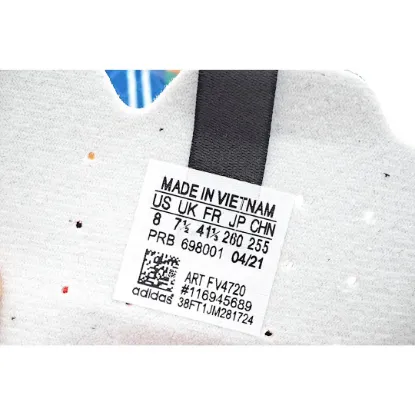 MADE IN VIETNAM
US UK FR JP CHN
8 7½ 41⅓ 260 255
PRB 698001 04/21
ART FV4720
#116945689
adidas 38FT1JM281724